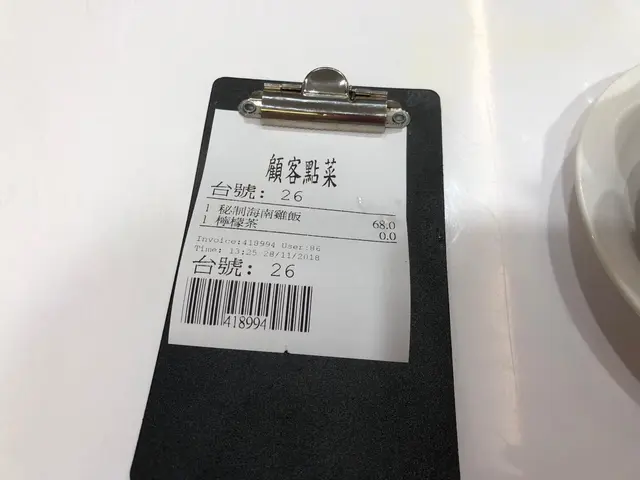 顧客點菜
台號: 26
1 秘制海南雞飯 68.0
1 檸檬茶 0.0
Invoice:418994 User:86
Time: 13:25 28/11/2018
台號: 26
418994